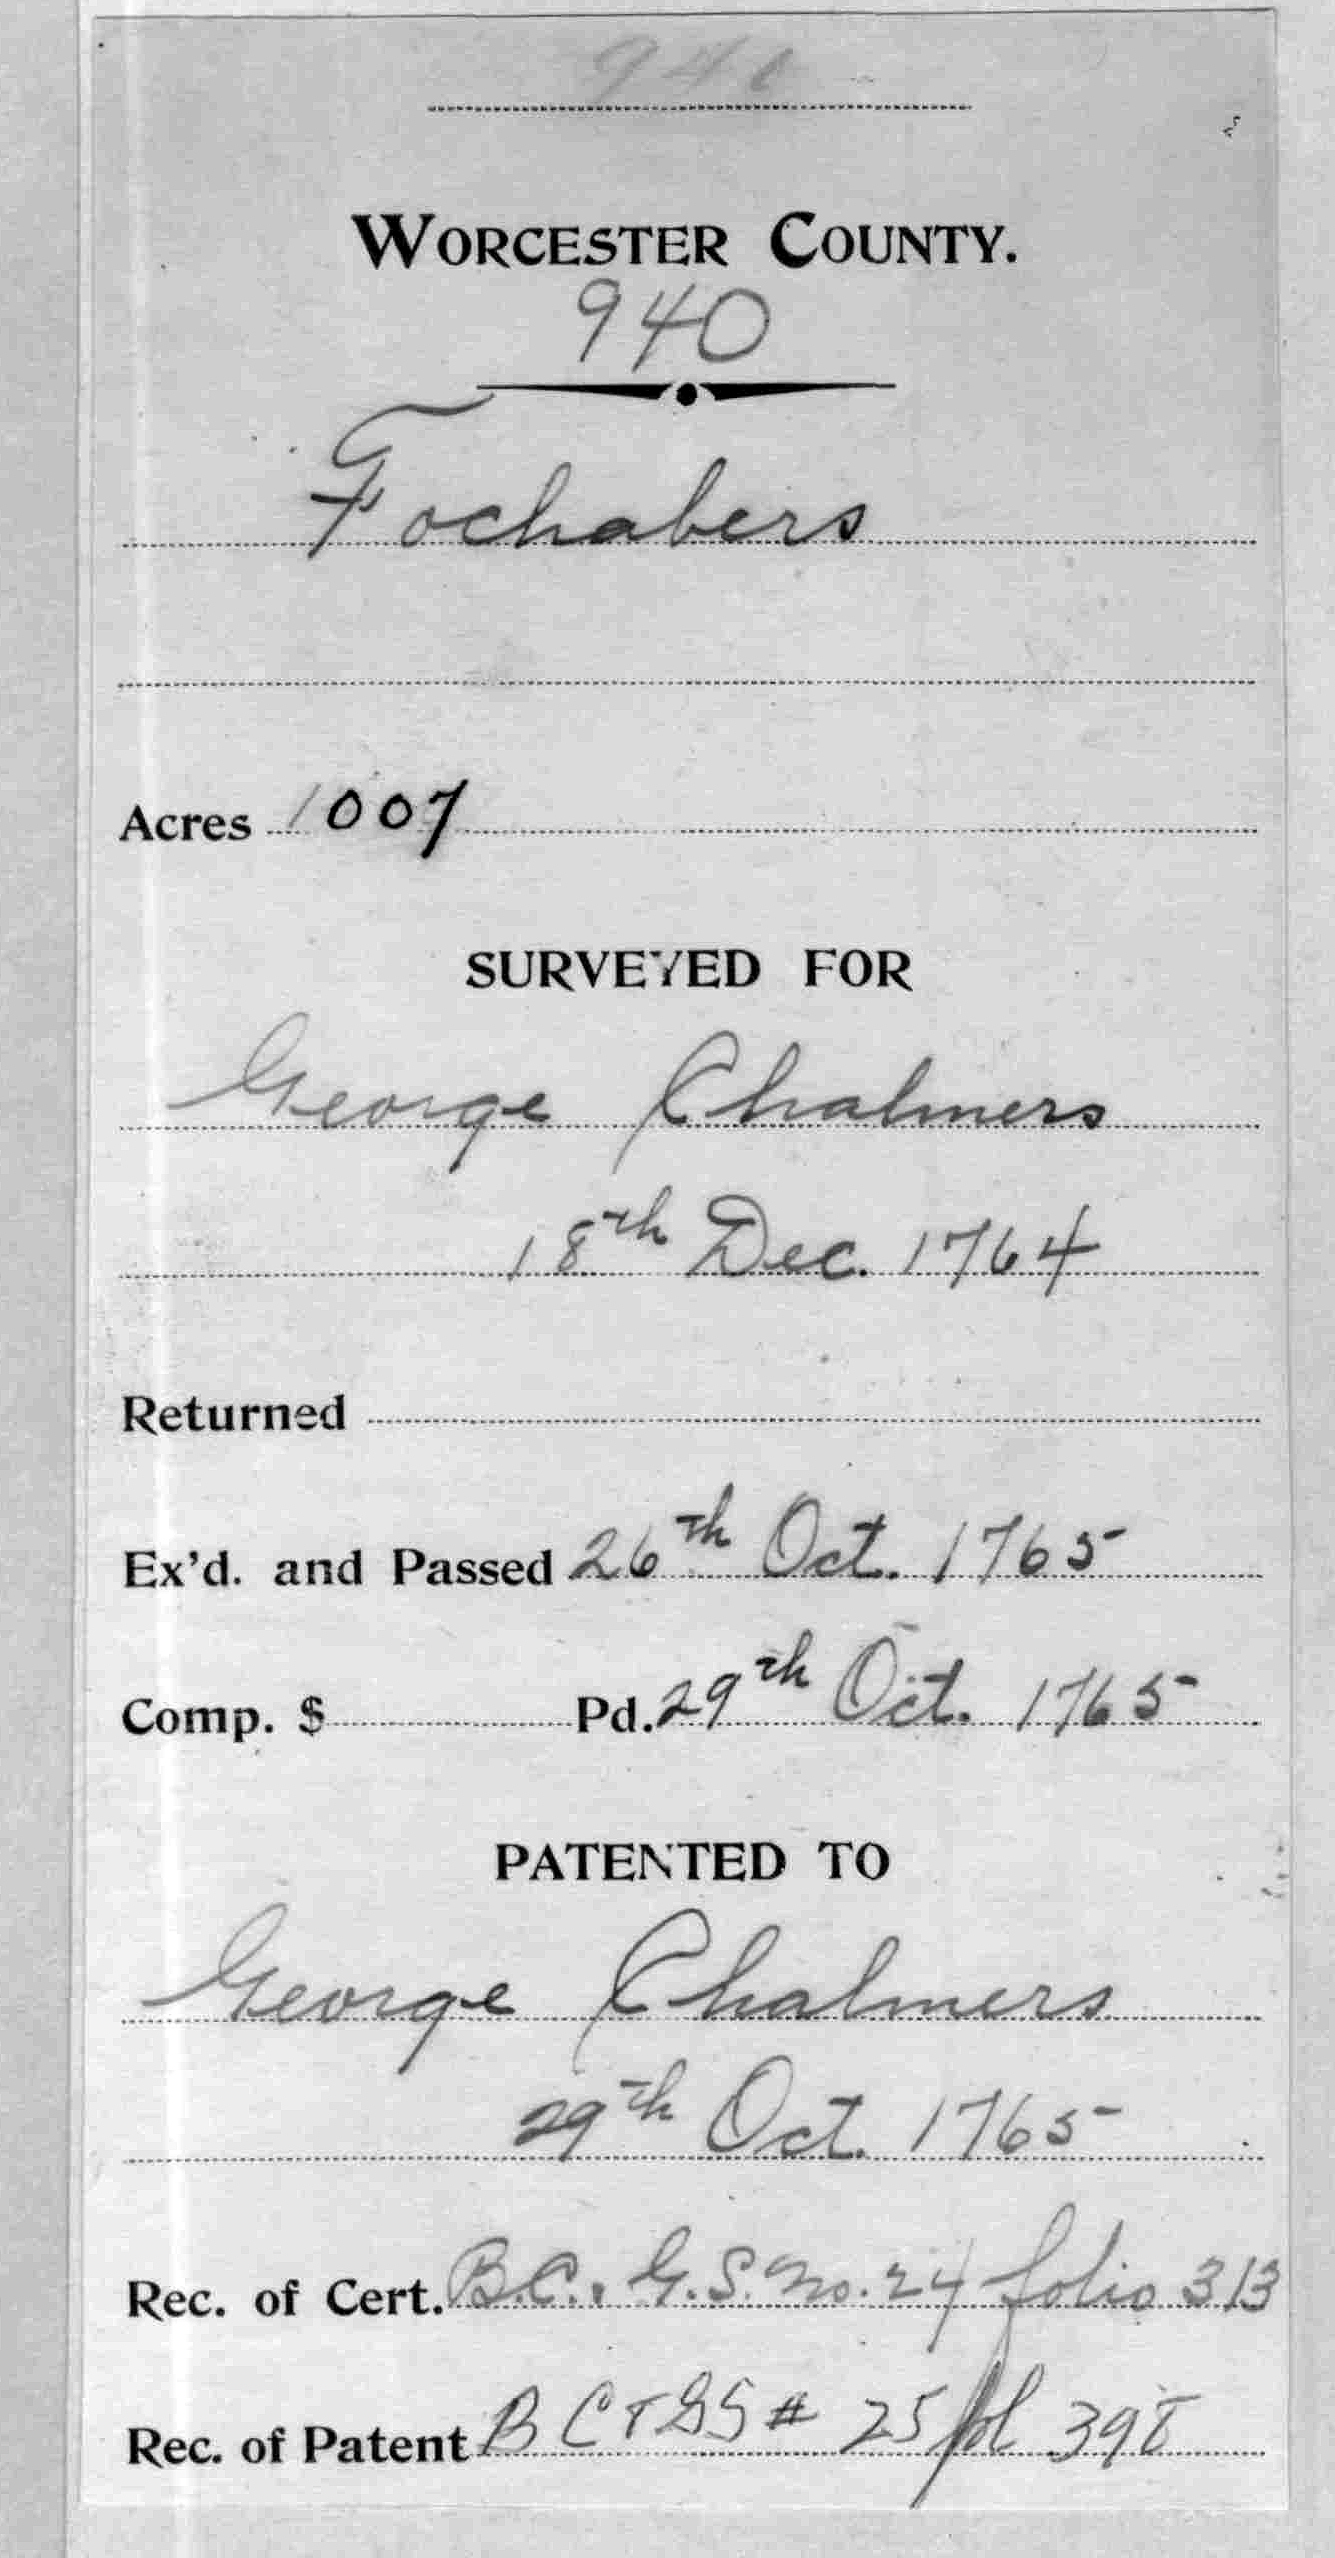 940
WORCESTER COUNTY.
940
Fochabers
Acres 1007
SURVEYED FOR
George Chalmers
18th Dec. 1764
Returned
Ex'd. and Passed 26th Oct. 1765
Comp. $ Pd. 29th Oct. 1765
PATENTED TO
George Chalmers
29th Oct. 1765
Rec. of Cert. B.C. & G.S. No. 24 folio 313
Rec. of Patent B C & GS # 25 fol 398